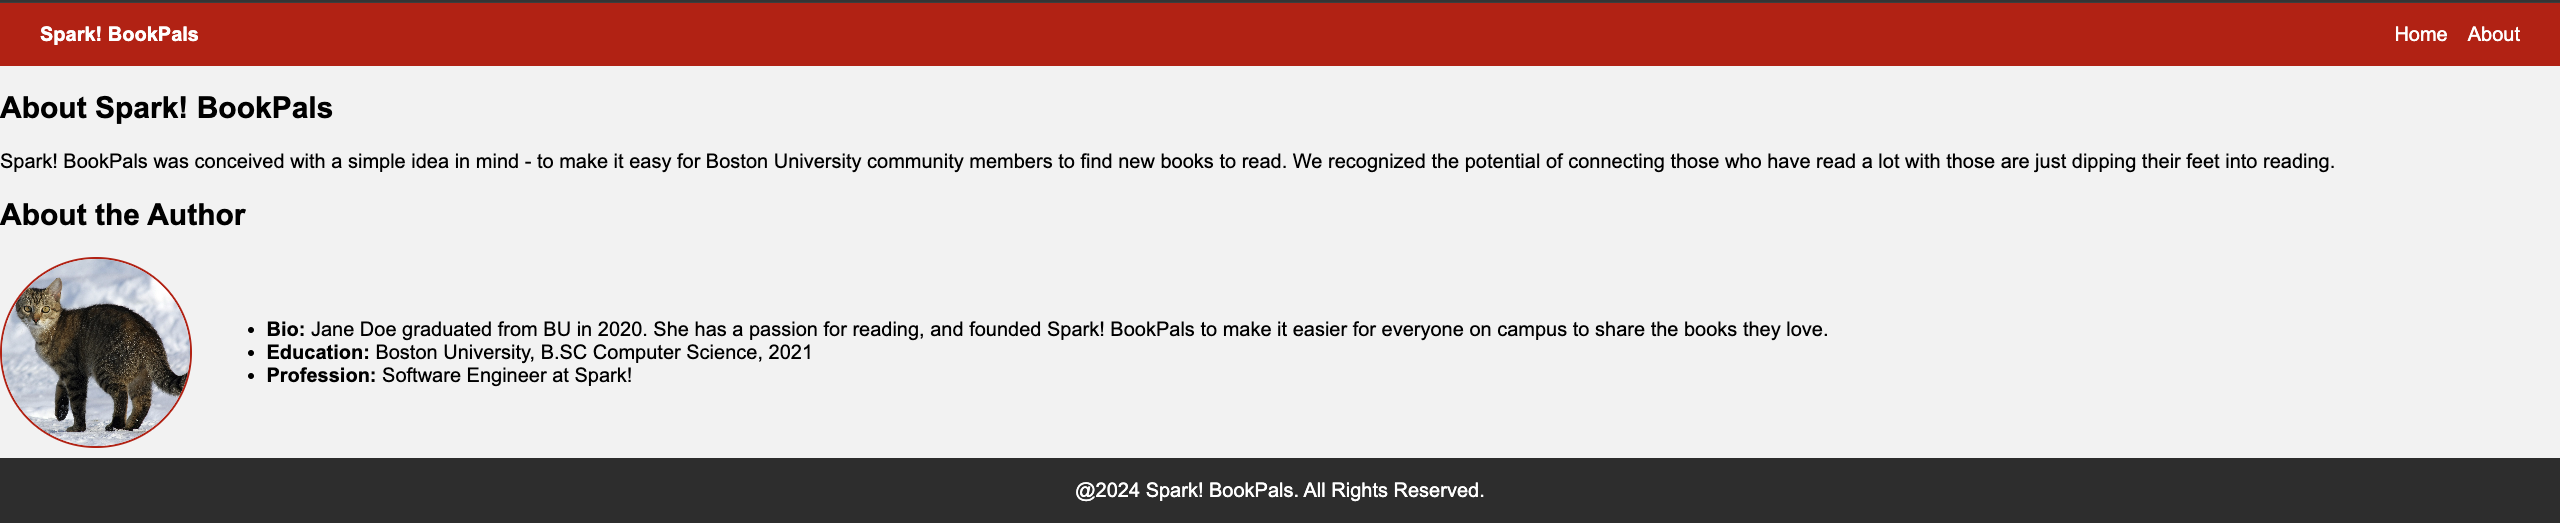 Spark! BookPals
Home About
About Spark! BookPals
Spark! BookPals was conceived with a simple idea in mind - to make it easy for Boston University community members to find new books to read. We recognized the potential of connecting those who have read a lot with those are just dipping their feet into reading.
About the Author
• Bio: Jane Doe graduated from BU in 2020. She has a passion for reading, and founded Spark! BookPals to make it easier for everyone on campus to share the books they love.
• Education: Boston University, B.SC Computer Science, 2021
• Profession: Software Engineer at Spark!
@2024 Spark! BookPals. All Rights Reserved.